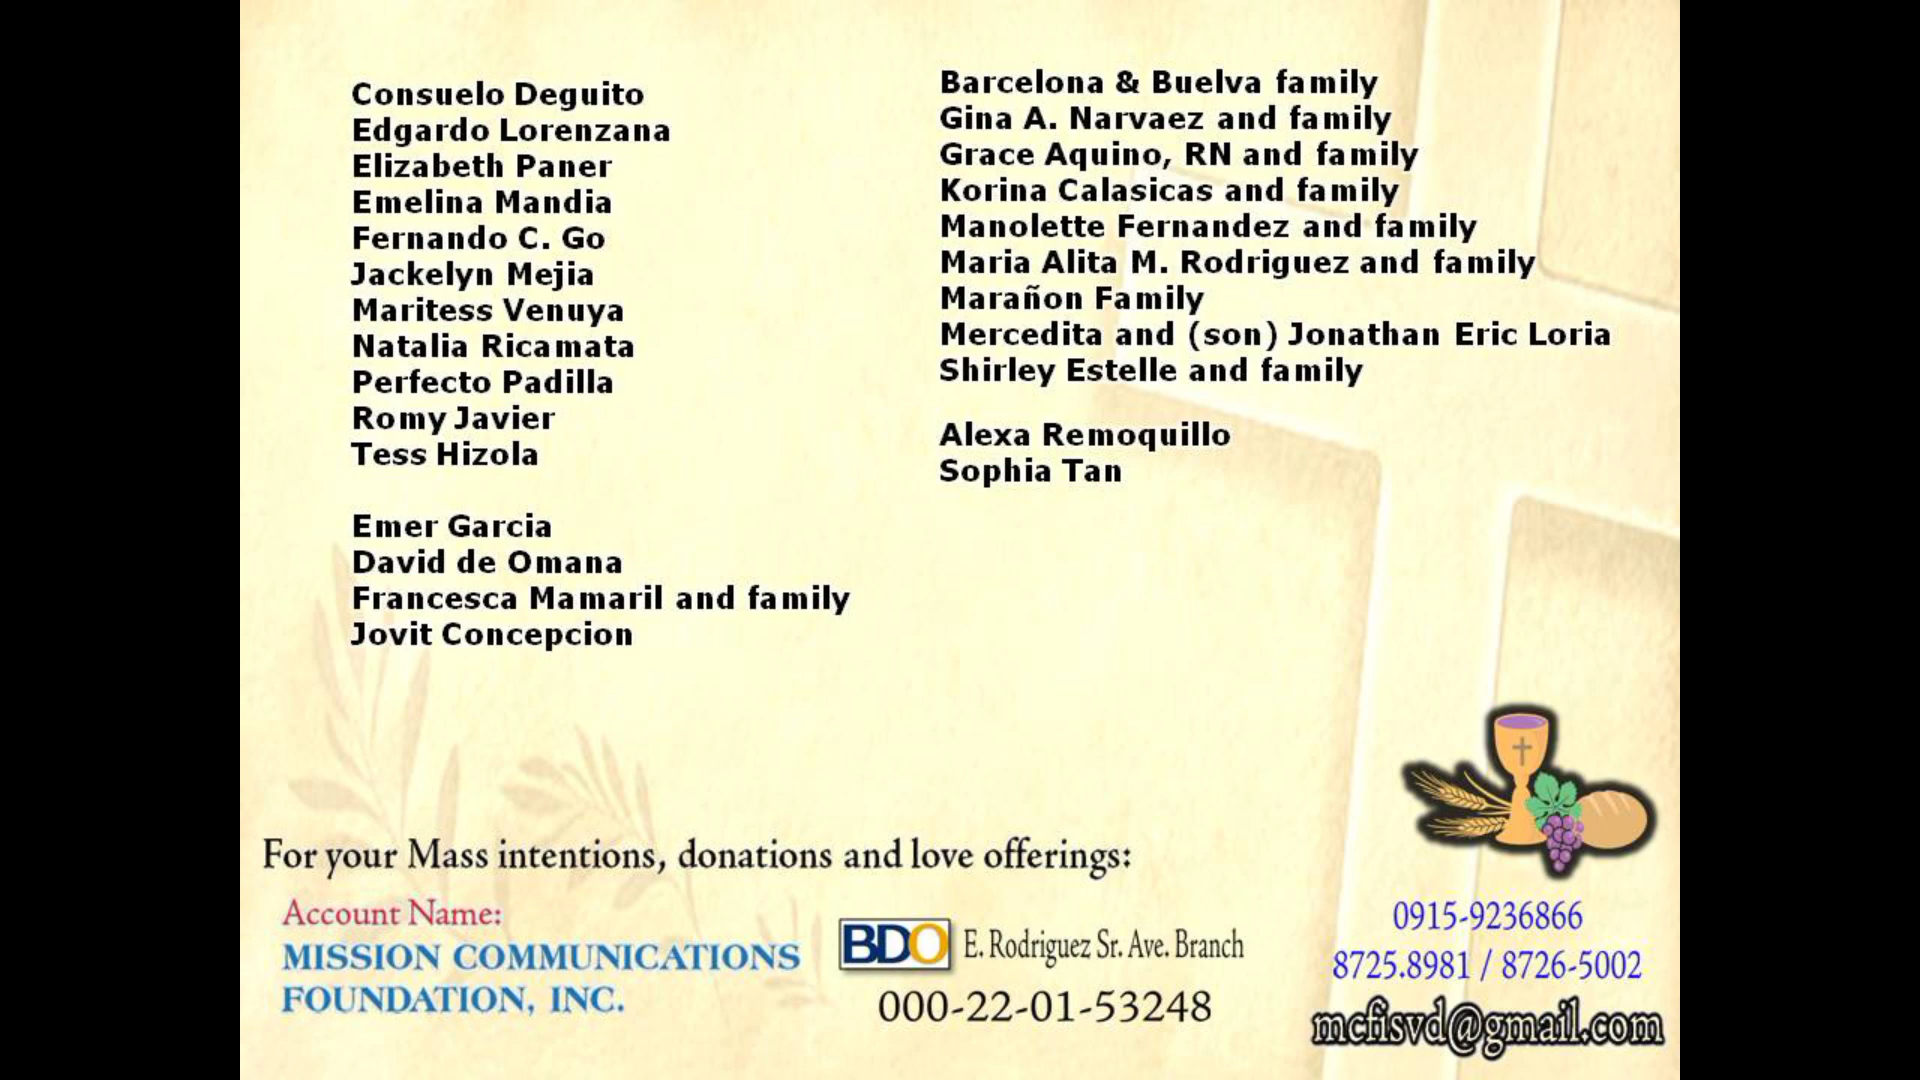 Consuelo Deguito
Edgardo Lorenzana
Elizabeth Paner
Emelina Mandia
Fernando C. Go
Jackelyn Mejia
Maritess Venuya
Natalia Ricamata
Perfecto Padilla
Romy Javier
Tess Hizola
Emer Garcia
David de Omana
Francesca Mamaril and family
Jovit Concepcion
Barcelona & Buelva family
Gina A. Narvaez and family
Grace Aquino, RN and family
Korina Calasicas and family
Manolette Fernandez and family
Maria Alita M. Rodriguez and family
Marañon Family
Mercedita and (son) Jonathan Eric Loria
Shirley Estelle and family
Alexa Remoquillo
Sophia Tan
For your Mass intentions, donations and love offerings:
Account Name:
MISSION COMMUNICATIONS
FOUNDATION, INC.
BDO E. Rodriguez Sr. Ave. Branch
000-22-01-53248
0915-9236866
8725.8981 / 8726-5002
mcfisvd@gmail.com